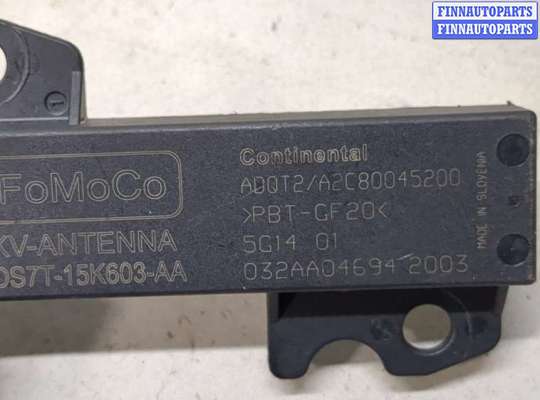 FINNAUTOPARTS
FINNAUTOPARTS
FoMoCo
KV-ANTENNA
DS7T-15K603-AA
Continental
ADQT2/A2C80045200
>PBT-GF20<
5G14 01
032AA04694 2003
MADE IN SLOVENIA